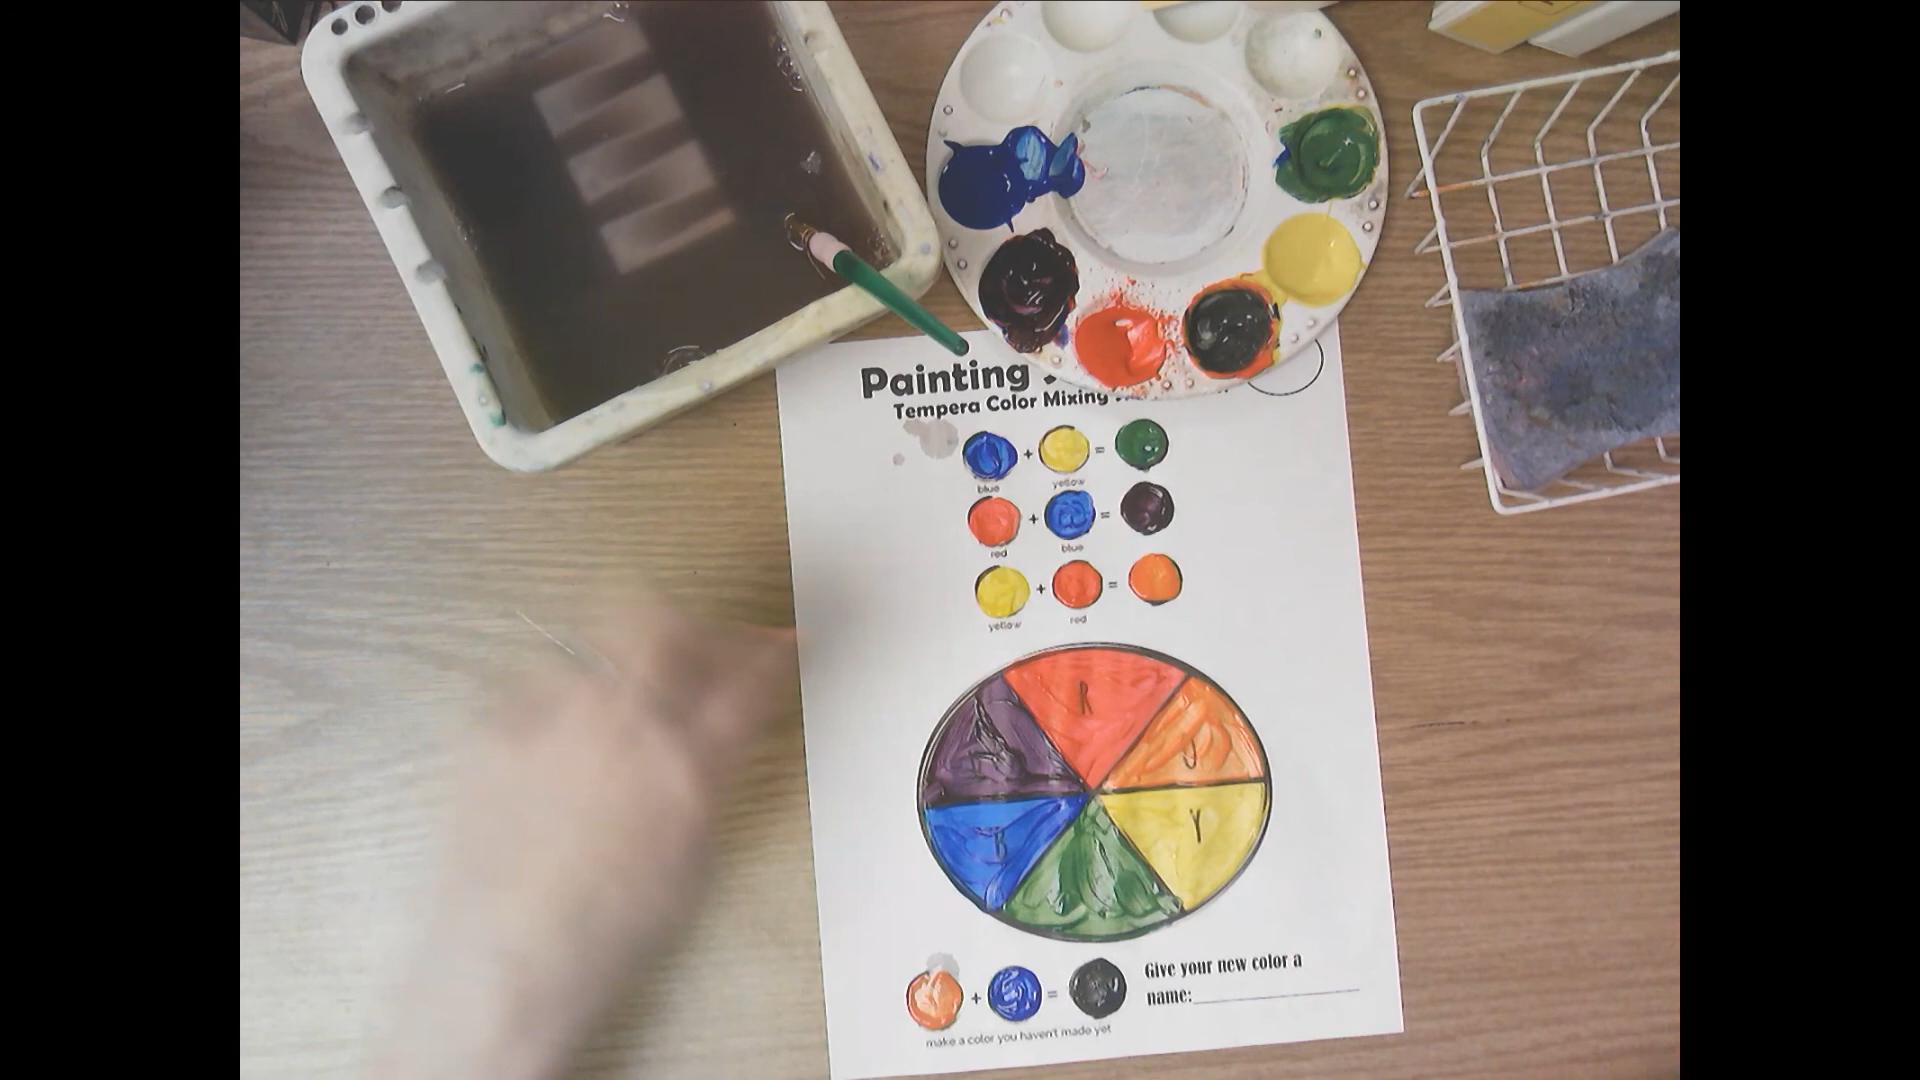 Painting
Tempera Color Mixing
+ =
blue yellow
+ =
red blue
+ =
yellow red
R
O
Y
B
+ =
make a color you haven't made yet
Give your new color a
name: